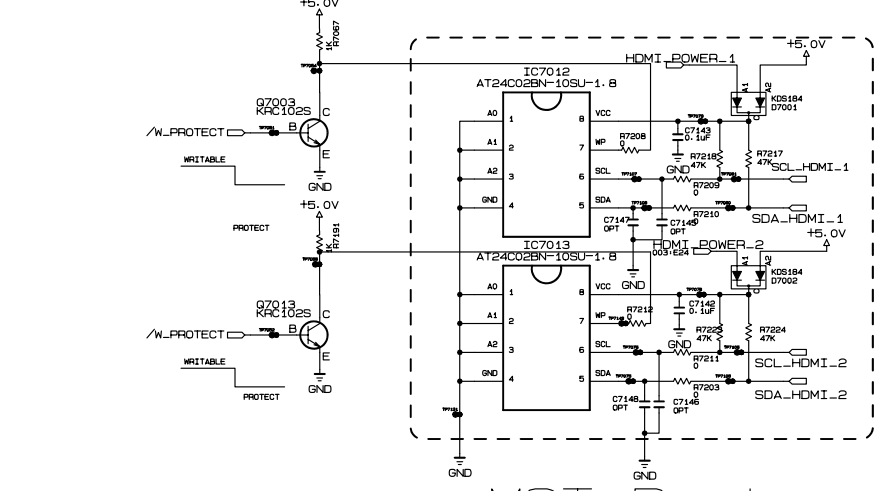 +5.0V
1K
R7067
Q7003
KRC102S
C
B
E
/W_PROTECT
WRITABLE
PROTECT
GND
+5.0V
1K
R7191
Q7013
KRC102S
C
B
E
/W_PROTECT
WRITABLE
PROTECT
GND
HDMI_POWER_1
+5.0V
IC7012
AT24C02BN-10SU-1.8
A1
A2
C
KDS184
D7001
A0
1
8
VCC
A1
2
7
WP
A2
3
6
SCL
GND
4
5
SDA
R7208
0
C7143
0.1uF
GND
R7218
47K
R7217
47K
SCL_HDMI_1
R7209
0
R7210
0
SDA_HDMI_1
C7147
OPT
C7145
OPT
GND
HDMI_POWER_2
+5.0V
IC7013
AT24C02BN-10SU-1.8
A1
A2
C
KDS184
D7002
A0
1
8
VCC
A1
2
7
WP
A2
3
6
SCL
GND
4
5
SDA
R7212
0
C7142
0.1uF
GND
R7223
47K
R7224
47K
R7211
0
SCL_HDMI_2
R7203
0
SDA_HDMI_2
C7148
OPT
C7146
OPT
GND
GND